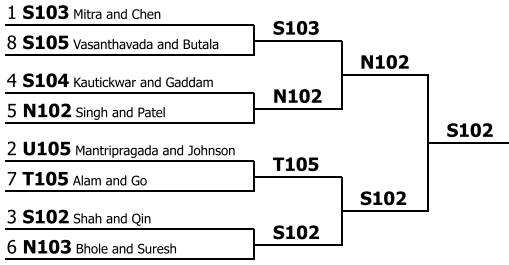 1 S103 Mitra and Chen
8 S105 Vasanthavada and Butala
4 S104 Kautickwar and Gaddam
5 N102 Singh and Patel
2 U105 Mantripragada and Johnson
7 T105 Alam and Go
3 S102 Shah and Qin
6 N103 Bhole and Suresh
S103
N102
T105
S102
N102
S102
S102